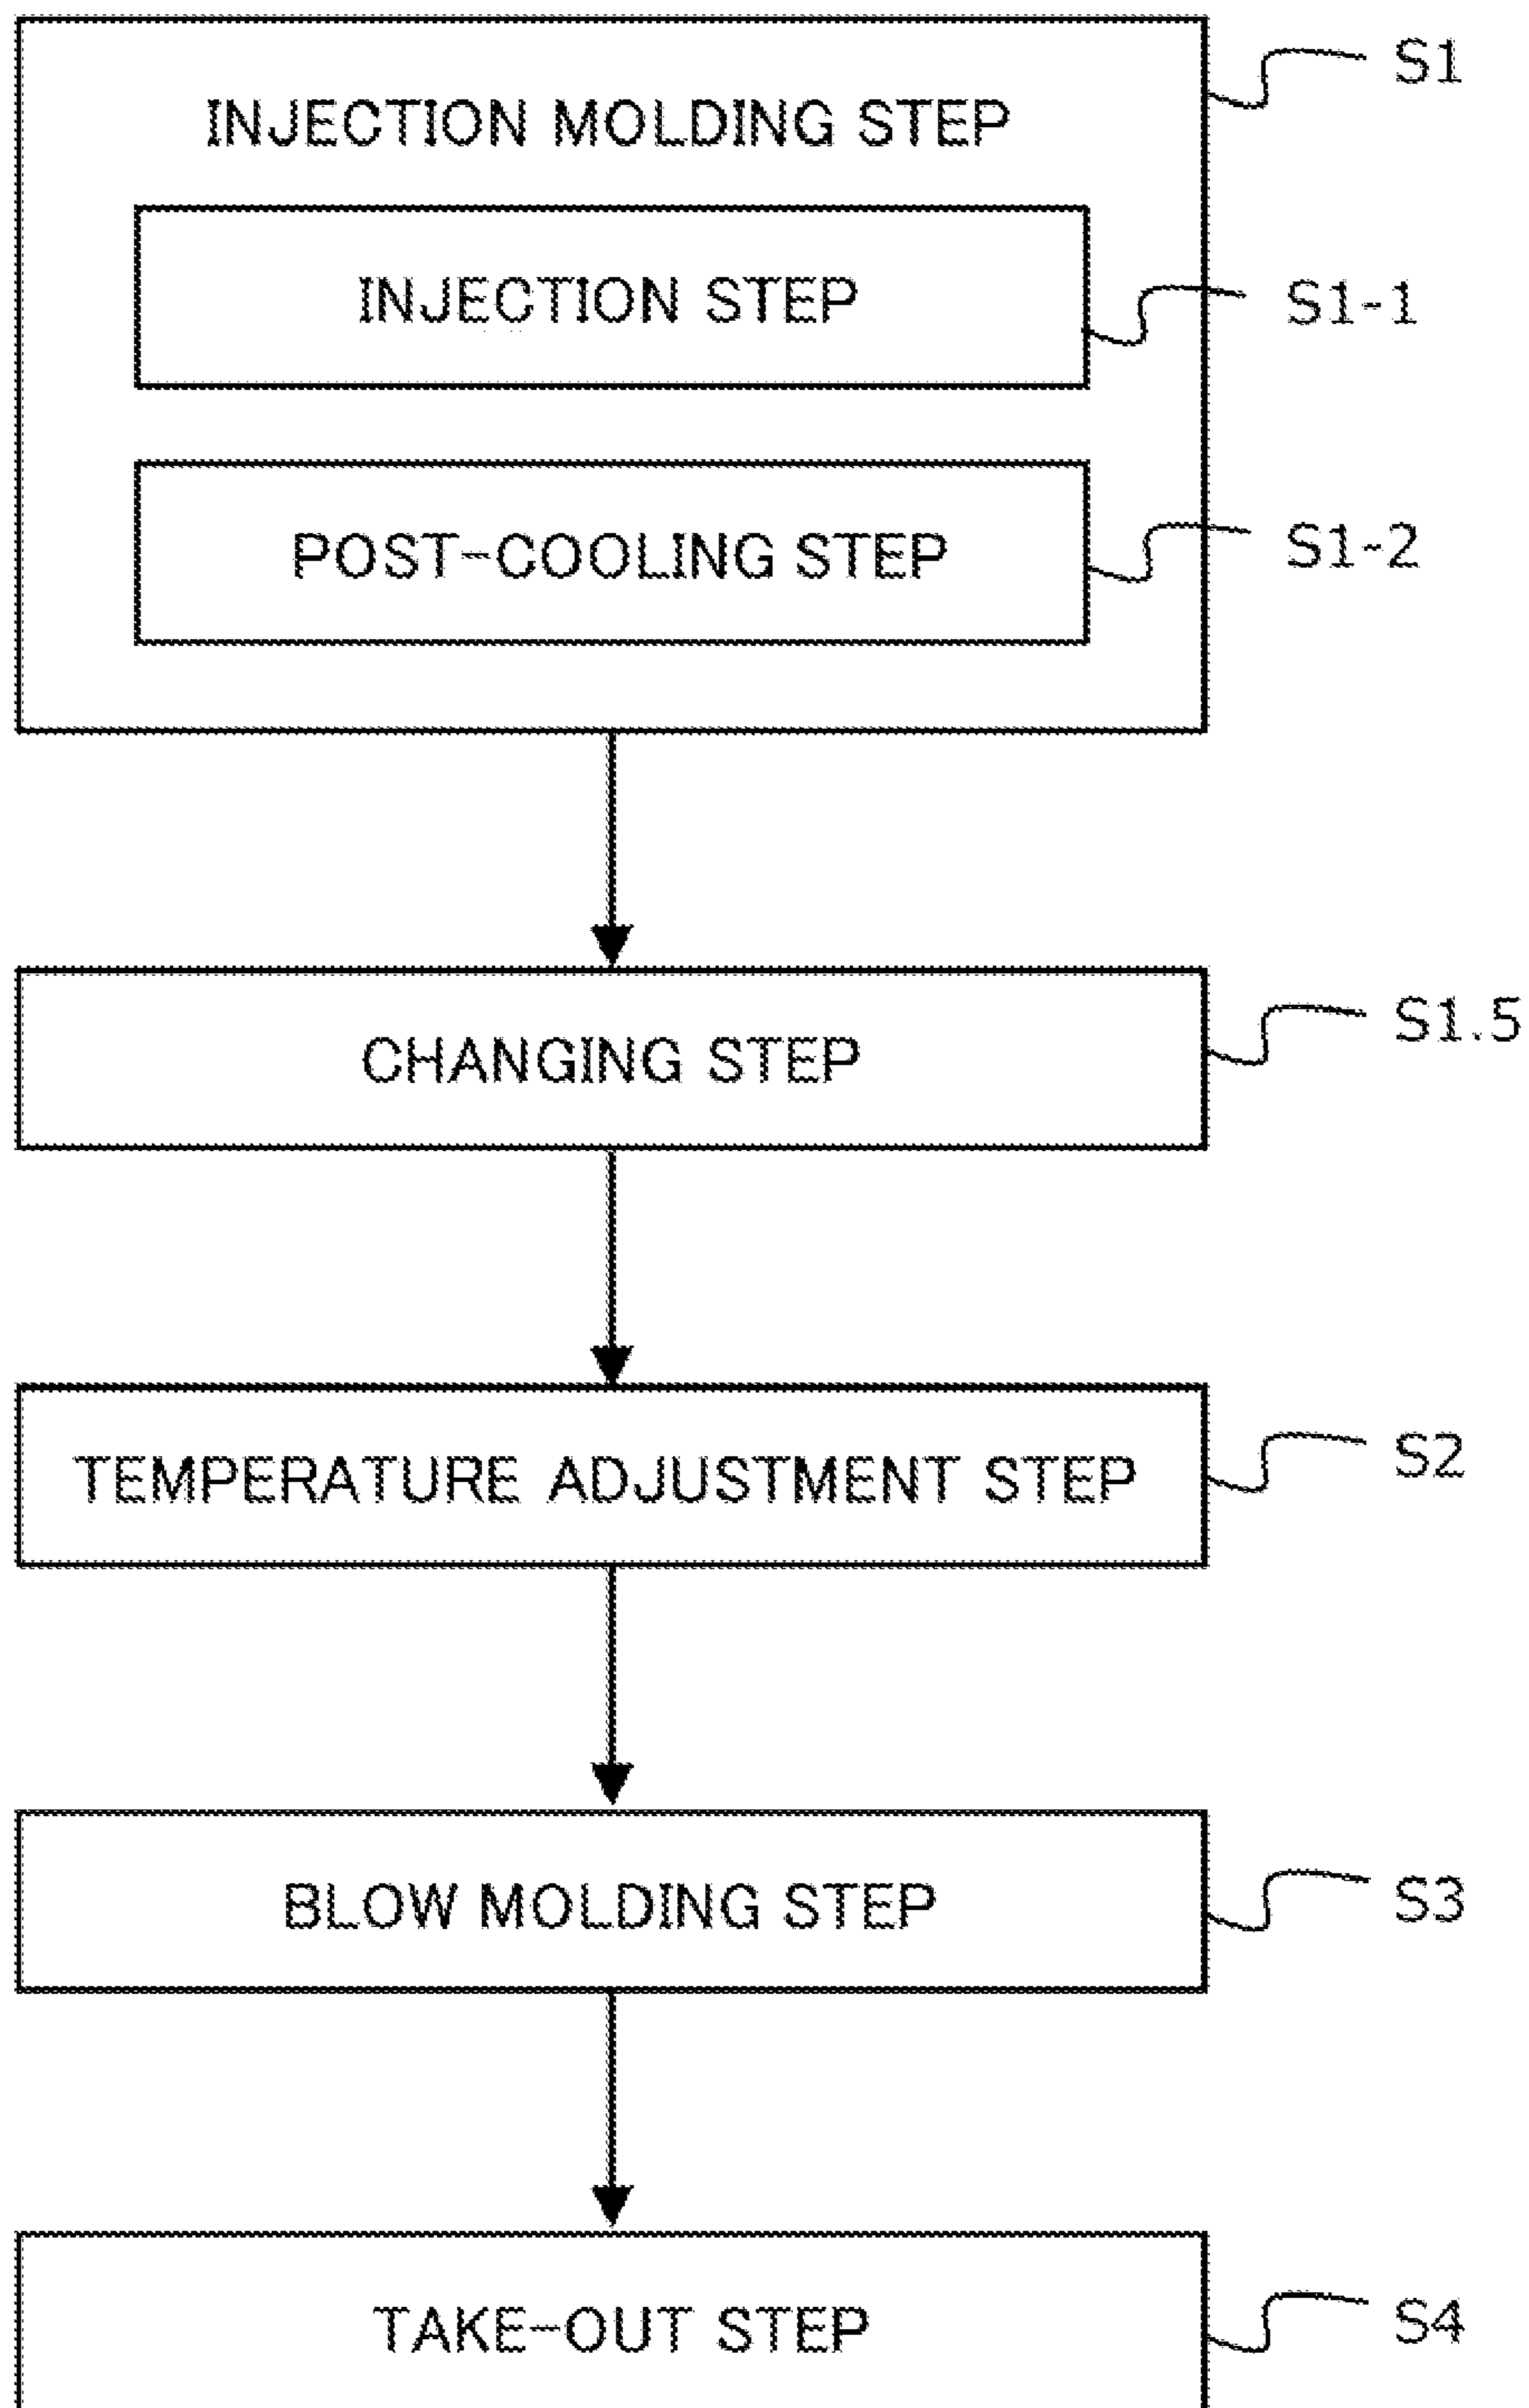 INJECTION MOLDING STEP
S1
INJECTION STEP
S1-1
POST-COOLING STEP
S1-2
CHANGING STEP
S1.5
TEMPERATURE ADJUSTMENT STEP
S2
BLOW MOLDING STEP
S3
TAKE-OUT STEP
S4